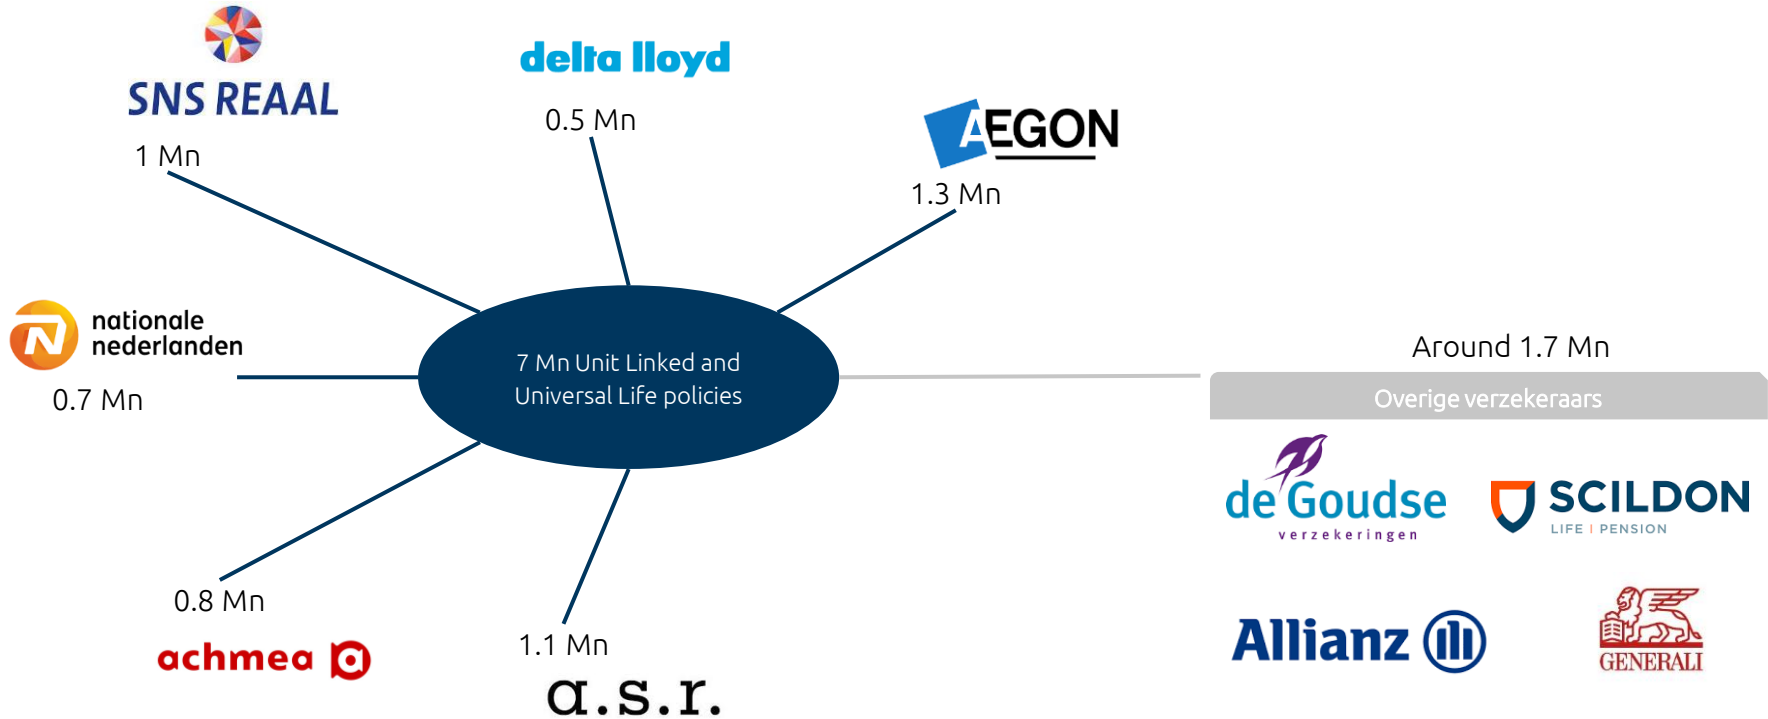 SNS REAAL
1 Mn
delta lloyd
0.5 Mn
AEGON
1.3 Mn
nationale
nederlanden
0.7 Mn
7 Mn Unit Linked and
Universal Life policies
Around 1.7 Mn
Overige verzekeraars
de Goudse
verzekeringen
SCILDON
LIFE | PENSION
Allianz
GENERALI
0.8 Mn
achmea
1.1 Mn
a.s.r.